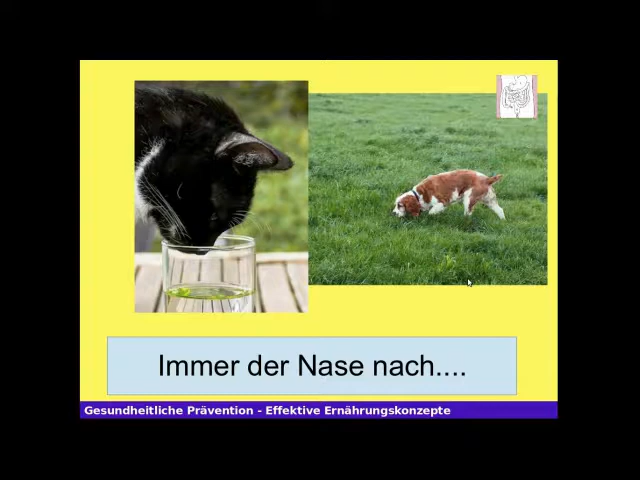 Immer der Nase nach....
Gesundheitliche Prävention - Effektive Ernährungskonzepte